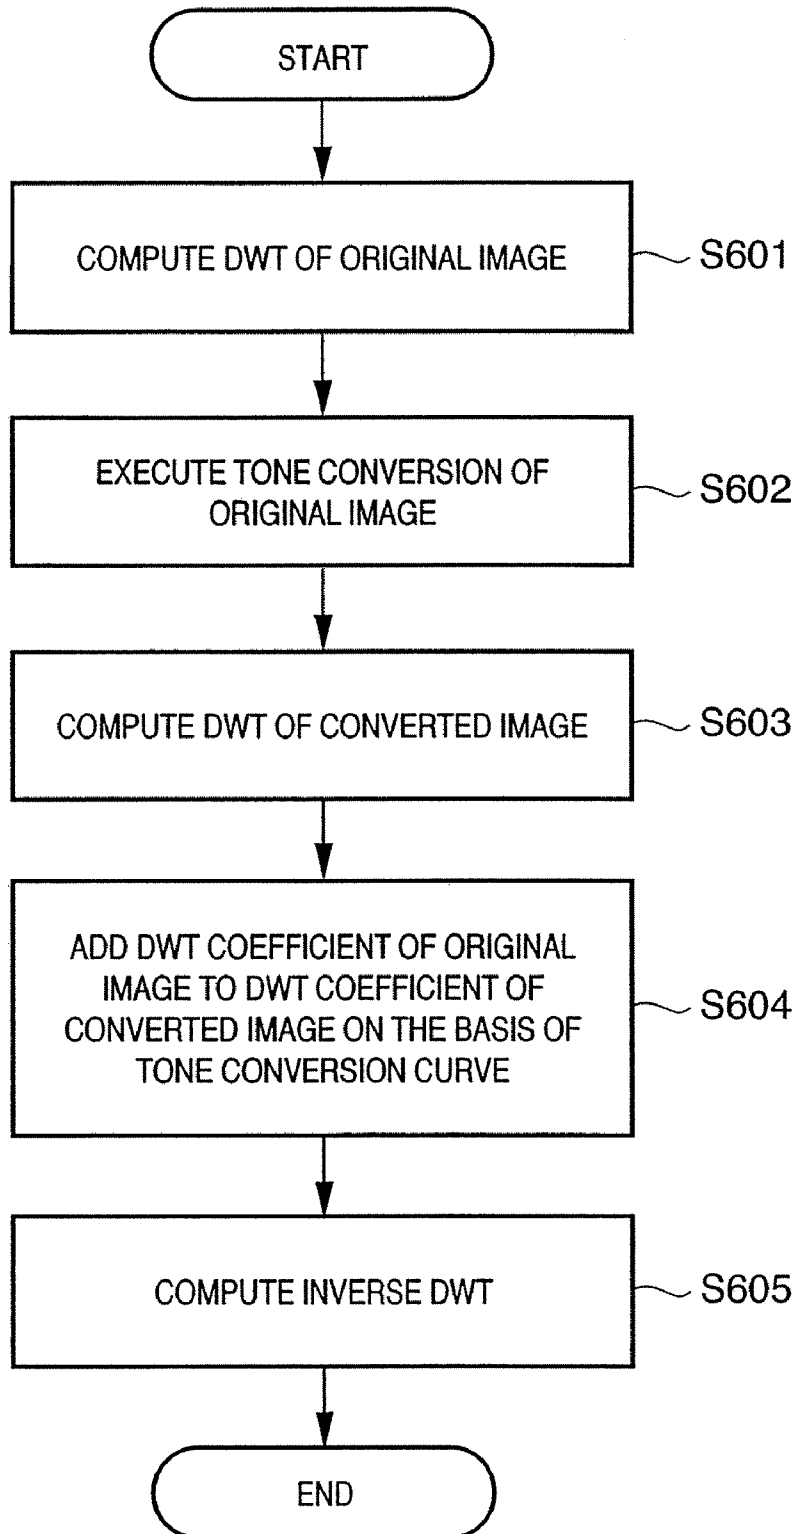 START
COMPUTE DWT OF ORIGINAL IMAGE
S601
EXECUTE TONE CONVERSION OF
ORIGINAL IMAGE
S602
COMPUTE DWT OF CONVERTED IMAGE
S603
ADD DWT COEFFICIENT OF ORIGINAL
IMAGE TO DWT COEFFICIENT OF
CONVERTED IMAGE ON THE BASIS OF
TONE CONVERSION CURVE
S604
COMPUTE INVERSE DWT
S605
END